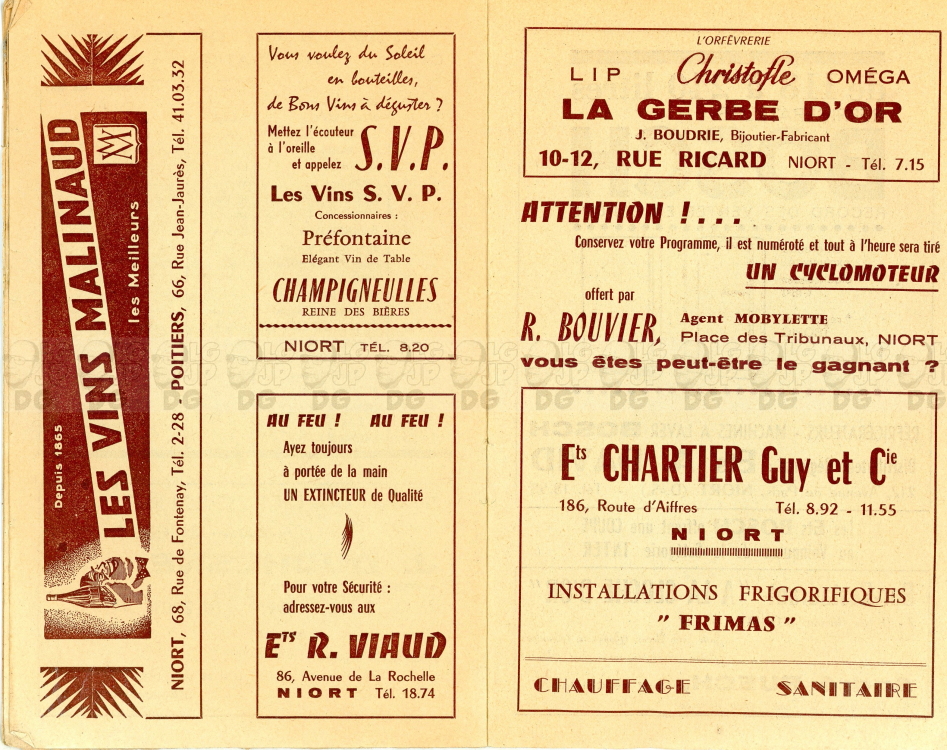 Depuis 1865
LES VINS MALINAUD
les Meilleurs
NIORT, 68, Rue de Fontenay, Tél. 2-28 - POITIERS, 66, Rue Jean-Jaurès, Tél. 41.03.32
Vous voulez du Soleil
en bouteilles,
de Bons Vins à déguster ?
Mettez l'écouteur
à l'oreille
et appelez
S.V.P.
Les Vins S. V. P.
Concessionnaires :
Préfontaine
Elégant Vin de Table
CHAMPIGNEULLES
REINE DES BIÈRES
NIORT TÉL. 8,20
AU FEU ! AU FEU !
Ayez toujours
à portée de la main
UN EXTINCTEUR de Qualité
Pour votre Sécurité :
adressez-vous aux
Ets R. VIAUD
86, Avenue de La Rochelle
NIORT Tél. 18.74
L'ORFÈVRERIE
LIP Christofle OMÉGA
LA GERBE D'OR
J. BOUDRIE, Bijoutier-Fabricant
10-12, RUE RICARD NIORT - Tél. 7.15
ATTENTION !...
Conservez votre Programme, il est numéroté et tout à l'heure sera tiré
UN CYCLOMOTEUR
offert par
R. BOUVIER, Agent MOBYLETTE
Place des Tribunaux, NIORT
vous êtes peut-être le gagnant ?
Ets CHARTIER Guy et Cie
186, Route d'Aiffres Tél. 8.92 - 11.55
NIORT
INSTALLATIONS FRIGORIFIQUES
" FRIMAS "
CHAUFFAGE SANITAIRE